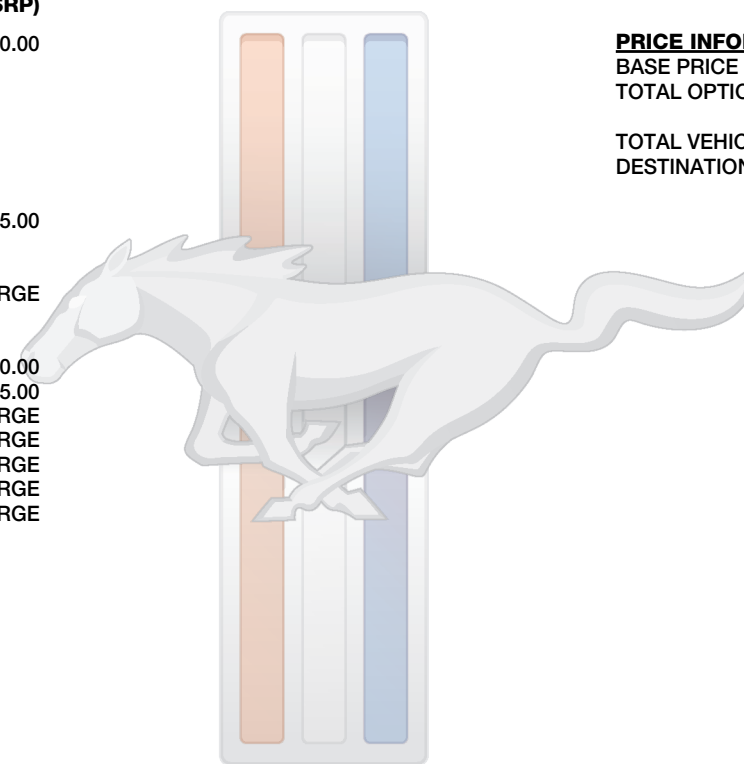 SRP)
0.00
5.00
RGE
0.00
5.00
RGE
RGE
RGE
RGE
RGE
PRICE INFO
BASE PRICE
TOTAL OPTIO
TOTAL VEHIC
DESTINATION